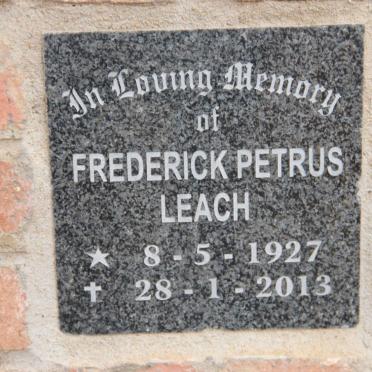 In Loving Memory
of
FREDERICK PETRUS
LEACH
★ 8 - 5 - 1927
✝ 28 - 1 - 2013